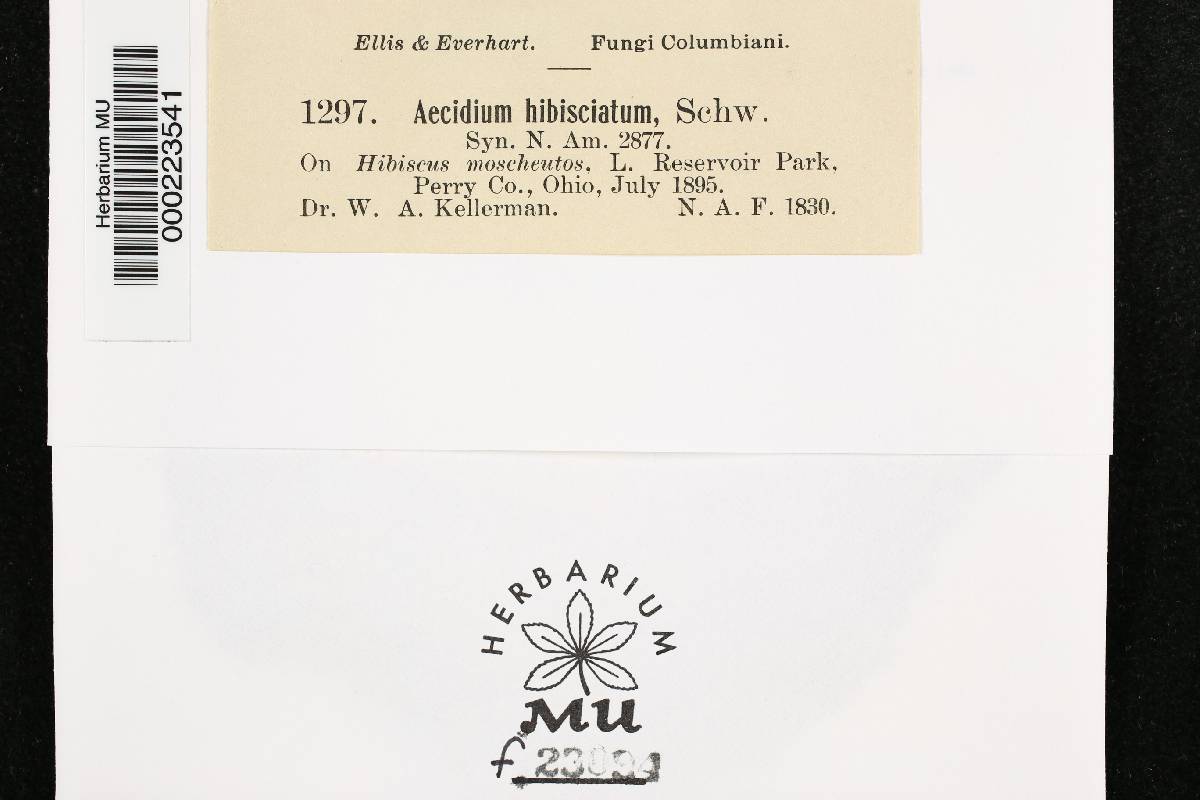 Ellis & Everhart. Fungi Columbiani.
1297. Aecidium hibisciatum, Schw.
Syn. N. Am. 2877.
On Hibiscus moscheutos, L. Reservoir Park,
Perry Co., Ohio, July 1895.
Dr. W. A. Kellerman. N. A. F. 1830.
Herbarium MU
000223541
HERBARIUM
MU
f